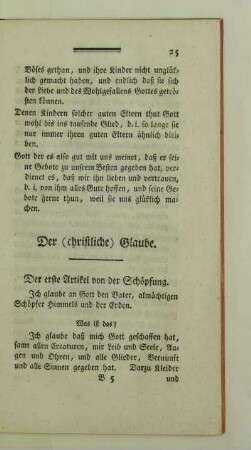 25
Böses gethan, und ihre Kinder nicht unglük-
lich gemacht haben, und endlich daß sie sich
der Liebe und des Wohlgefallens Gottes getrö-
sten können.
Denen Kindern solcher guten Eltern thut Gott
wohl bis ins tausende Glied, d. i. so lange sie
nur immer ihren guten Eltern ähnlich blei-
ben.
Gott der es also gut mit uns meinet, daß er sei-
ne Gebote zu unserm Besten gegeben hat, ver-
dienet es, daß wir ihn lieben und vertrauen,
d. i. von ihm alles Gute hoffen, und seine Ge-
bote gerne thun, weil sie uns glüklich ma-
chen.
Der (christliche) Glaube.
Der erste Artikel von der Schöpfung.
Ich glaube an Gott den Vater, almächtigen
Schöpfer Himmels und der Erden.
Was ist das?
Ich glaube daß mich Gott geschaffen hat,
samt allen Creaturen, mir Leib und Seele, Au-
gen und Ohren, und alle Glieder, Vernunft
und alle Sinnen gegeben hat. Darzu Kleider
B 5 und